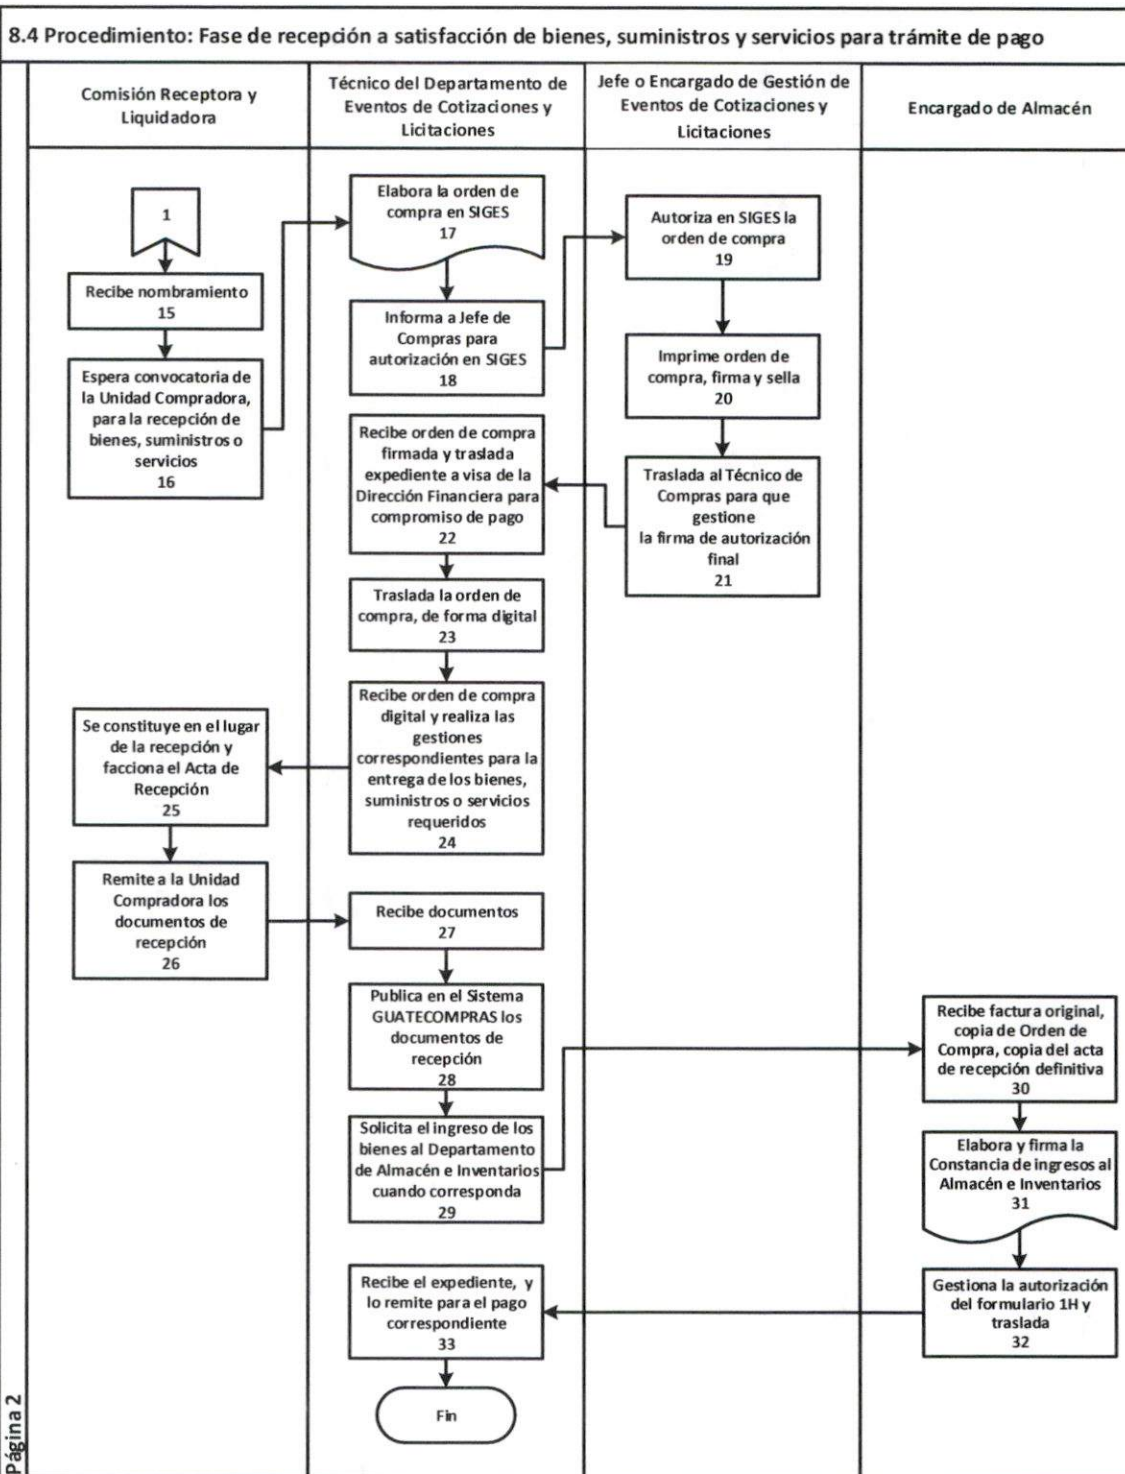 8.4 Procedimiento: Fase de recepción a satisfacción de bienes, suministros y servicios para trámite de pago
Comisión Receptora y
Liquidadora
Técnico del Departamento de
Eventos de Cotizaciones y
Licitaciones
Jefe o Encargado de Gestión de
Eventos de Cotizaciones y
Licitaciones
Encargado de Almacén
1
Recibe nombramiento
15
Espera convocatoria de
la Unidad Compradora,
para la recepción de
bienes, suministros o
servicios
16
Elabora la orden de
compra en SIGES
17
Informa a Jefe de
Compras para
autorización en SIGES
18
Autoriza en SIGES la
orden de compra
19
Imprime orden de
compra, firma y sella
20
Traslada al Técnico de
Compras para que
gestione
la firma de autorización
final
21
Recibe orden de compra
firmada y traslada
expediente a visa de la
Dirección Financiera para
compromiso de pago
22
Traslada la orden de
compra, de forma digital
23
Recibe orden de compra
digital y realiza las
gestiones
correspondientes para la
entrega de los bienes,
suministros o servicios
requeridos
24
Se constituye en el lugar
de la recepción y
facciona el Acta de
Recepción
25
Remite a la Unidad
Compradora los
documentos de
recepción
26
Recibe documentos
27
Publica en el Sistema
GUATECOMPRAS los
documentos de
recepción
28
Solicita el ingreso de los
bienes al Departamento
de Almacén e Inventarios
cuando corresponda
29
Recibe factura original,
copia de Orden de
Compra, copia del acta
de recepción definitiva
30
Elabora y firma la
Constancia de ingresos al
Almacén e Inventarios
31
Gestiona la autorización
del formulario 1H y
traslada
32
Recibe el expediente, y
lo remite para el pago
correspondiente
33
Fin
Página 2